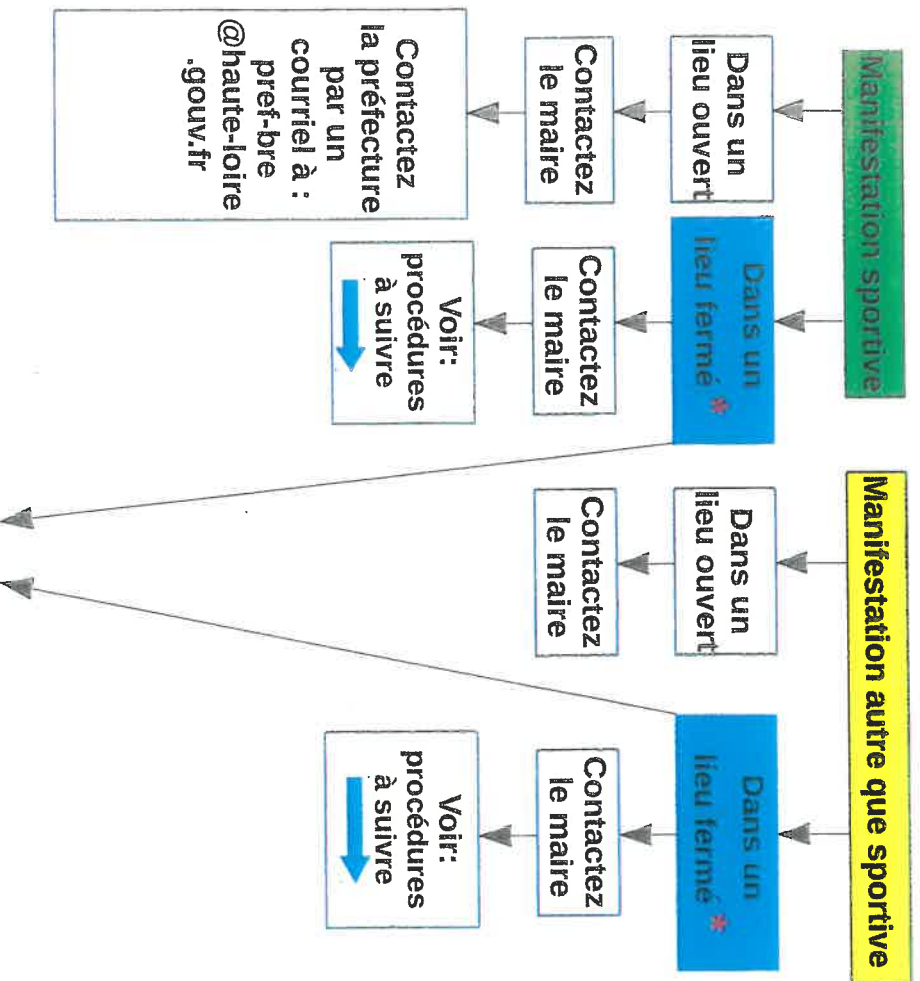 Manifestation sportive
Dans un
lieu ouvert
Contactez
le maire
Contactez
la préfecture
par un
courriel à :
pref-bre
@haute-loire
.gouv.fr
Dans un
lieu fermé *
Contactez
le maire
Voir:
procédures
à suivre
Manifestation autre que sportive
Dans un
lieu ouvert
Contactez
le maire
Dans un
lieu fermé *
Contactez
le maire
Voir:
procédures
à suivre